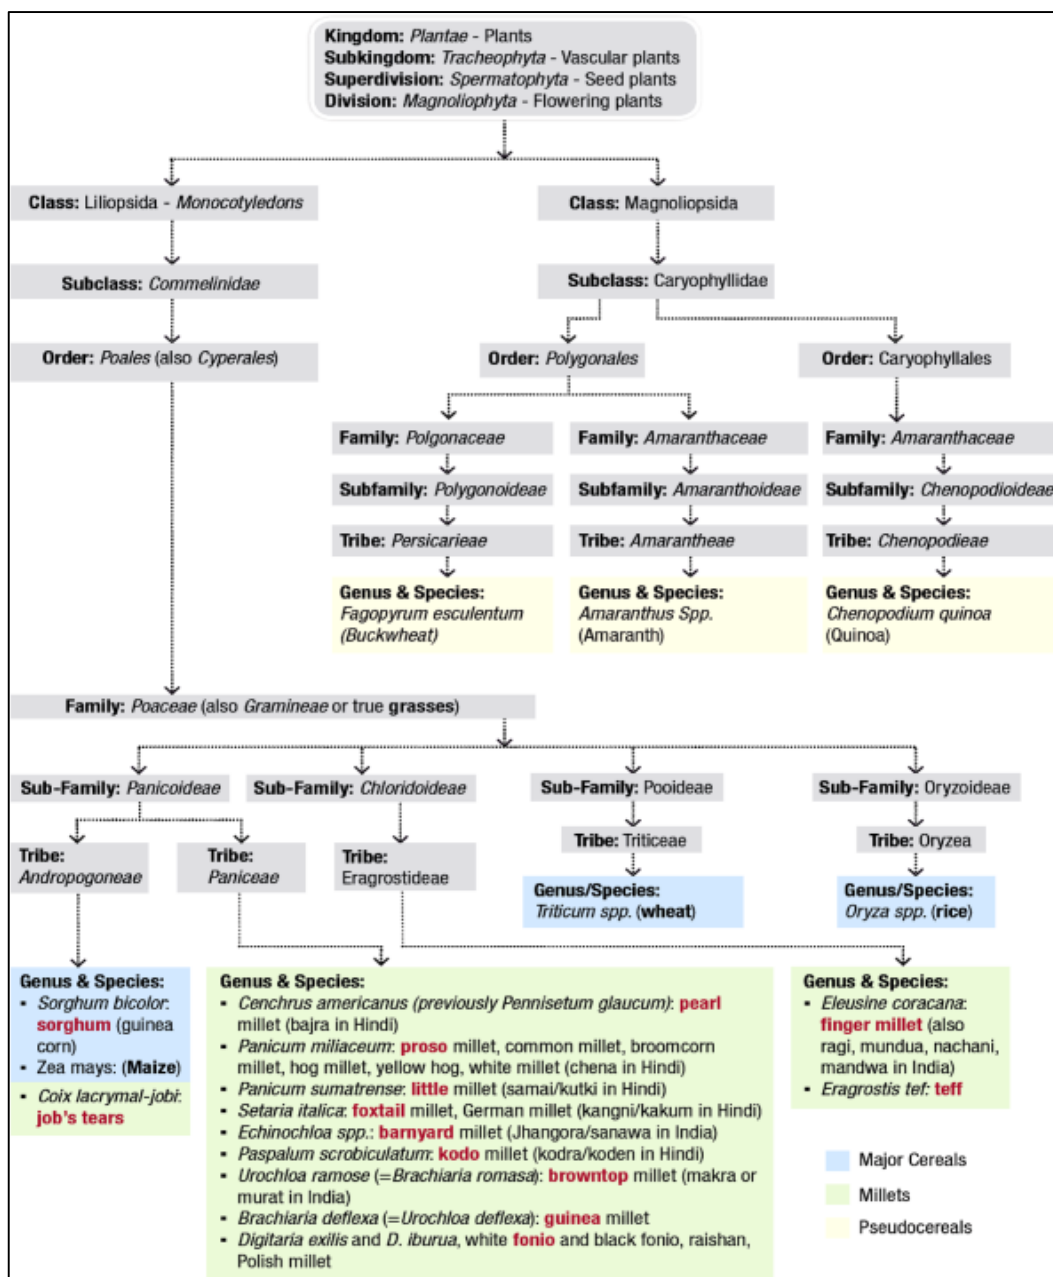 Kingdom: Plantae - Plants
Subkingdom: Tracheophyta - Vascular plants
Superdivision: Spermatophyta - Seed plants
Division: Magnoliophyta - Flowering plants
Class: Liliopsida - Monocotyledons
Class: Magnoliopsida
Subclass: Commelinidae
Subclass: Caryophyllidae
Order: Poales (also Cyperales)
Order: Polygonales
Order: Caryophyllales
Family: Polgonaceae
Family: Amaranthaceae
Family: Amaranthaceae
Subfamily: Polygonoideae
Subfamily: Amaranthoideae
Subfamily: Chenopodioideae
Tribe: Persicarieae
Tribe: Amarantheae
Tribe: Chenopodieae
Genus & Species:
Fagopyrum esculentum
(Buckwheat)
Genus & Species:
Amaranthus Spp.
(Amaranth)
Genus & Species:
Chenopodium quinoa
(Quinoa)
Family: Poaceae (also Gramineae or true grasses)
Sub-Family: Panicoideae
Sub-Family: Chloridoideae
Sub-Family: Pooideae
Sub-Family: Oryzoideae
Tribe:
Andropogoneae
Tribe:
Paniceae
Tribe:
Eragrostideae
Tribe: Triticeae
Tribe: Oryzea
Genus/Species:
Triticum spp. (wheat)
Genus/Species:
Oryza spp. (rice)
Genus & Species:
- Sorghum bicolor:
sorghum (guinea
corn)
- Zea mays: (Maize)
- Coix lacrymal-jobi:
job's tears
Genus & Species:
- Cenchrus americanus (previously Pennisetum glaucum): pearl
millet (bajra in Hindi)
- Panicum miliaceum: proso millet, common millet, broomcorn
millet, hog millet, yellow hog, white millet (chena in Hindi)
- Panicum sumatrense: little millet (samai/kutki in Hindi)
- Setaria italica: foxtail millet, German millet (kangni/kakum in Hindi)
- Echinochloa spp.: barnyard millet (Jhangora/sanawa in India)
- Paspalum scrobiculatum: kodo millet (kodra/koden in Hindi)
- Urochloa ramose (=Brachiaria romasa): browntop millet (makra or
murat in India)
- Brachiaria deflexa (=Urochloa deflexa): guinea millet
- Digitaria exilis and D. iburua, white fonio and black fonio, raishan,
Polish millet
Genus & Species:
- Eleusine coracana:
finger millet (also
ragi, mundua, nachani,
mandwa in India)
- Eragrostis tef: teff
Major Cereals
Millets
Pseudocereals